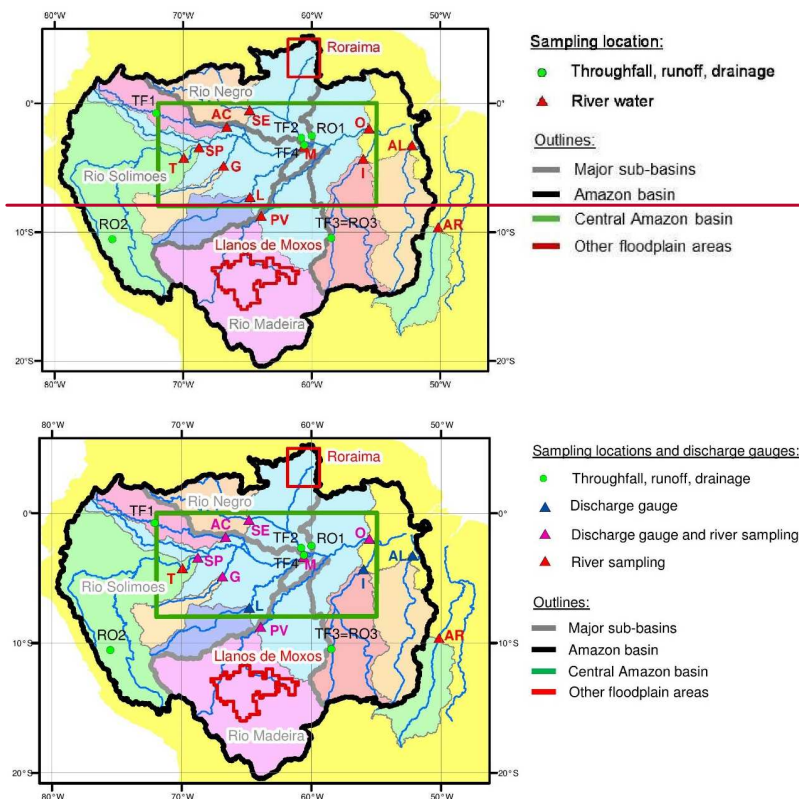 60°W 70°W 60°W 50°W
Roraima
Sampling location:
Throughfall, runoff, drainage
River water
Outlines:
Major sub-basins
Amazon basin
Central Amazon basin
Other floodplain areas
0°
TF1
Rio Negro
AC
SE
TF2
RO1
O
SP
TF4
M
AL
T
G
I
Rio Solimoes
L
PV
RO2
TF3=RO3
AR
10°S
Llanos de Moxos
Rio Madeira
20°S
80°W 70°W 60°W 50°W
70°W 60°W 50°W
Roraima
Sampling locations and discharge gauges:
Throughfall, runoff, drainage
Discharge gauge
Discharge gauge and river sampling
River sampling
Outlines:
Major sub-basins
Amazon basin
Central Amazon basin
Other floodplain areas
0°
TF1
Rio Negro
AC
SE
TF2
RO1
O
SP
TF4
M
AL
T
G
I
Rio Solimoes
L
PV
RO2
TF3=RO3
AR
10°S
Llanos de Moxos
Rio Madeira
20°S